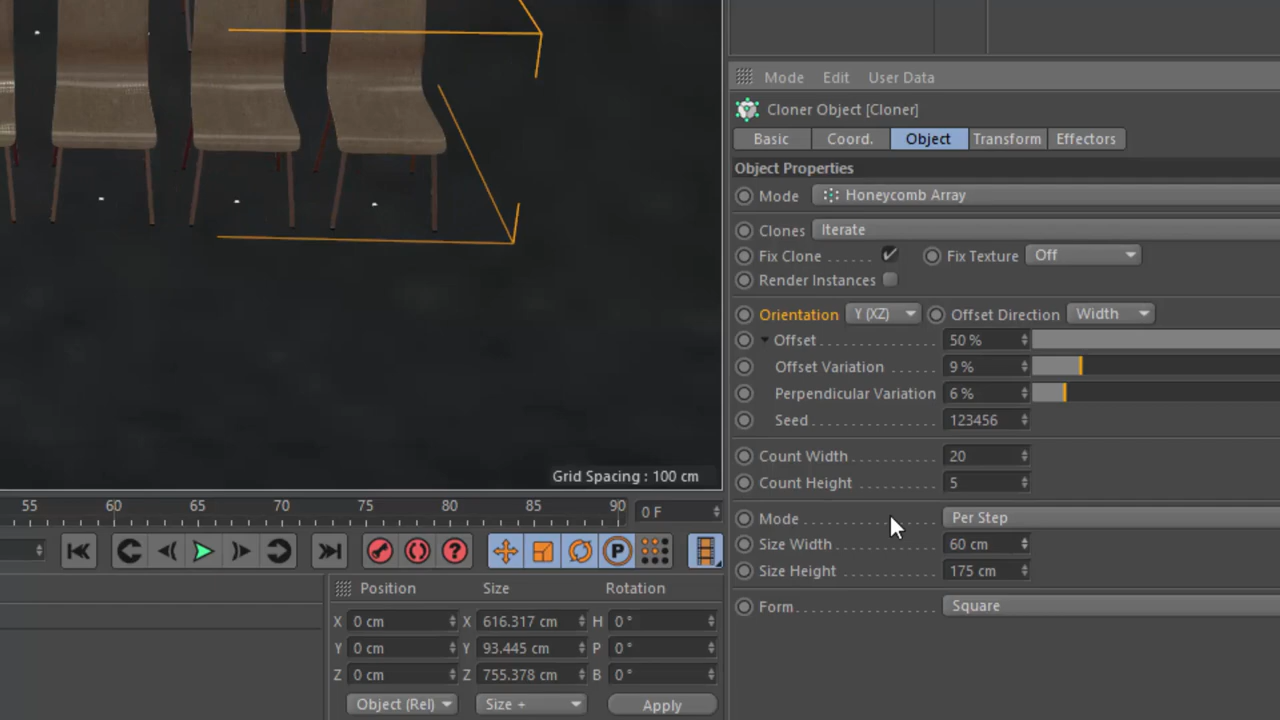 Mode Edit User Data
Cloner Object [Cloner]
Basic Coord. Object Transform Effectors
Object Properties
Mode Honeycomb Array
Clones Iterate
Fix Clone ...... Fix Texture Off
Render Instances
Orientation Y (XZ) Offset Direction Width
Offset ............. 50 %
Offset Variation ...... 9 %
Perpendicular Variation 6 %
Seed .............. 123456
Count Width .......... 20
Count Height ......... 5
Mode ................ Per Step
Size Width ............ 60 cm
Size Height ........... 175 cm
Form ................. Square
Grid Spacing : 100 cm
55 60 65 70 75 80 85 90 0 F
P
Position Size Rotation
X 0 cm X 616.317 cm H 0 °
Y 0 cm Y 93.445 cm P 0 °
Z 0 cm Z 755.378 cm B 0 °
Object (Rel) Size + Apply